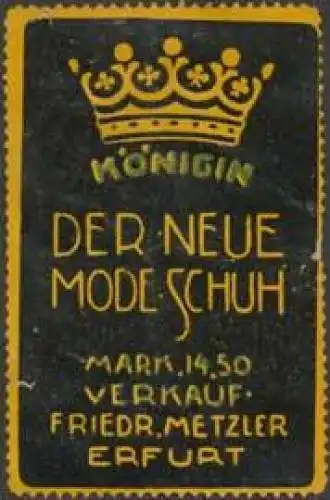 KÖNIGIN
DER·NEUE
MODE·SCHUH
MARK.14,50
VERKAUF·
FRIEDR.METZLER
ERFURT